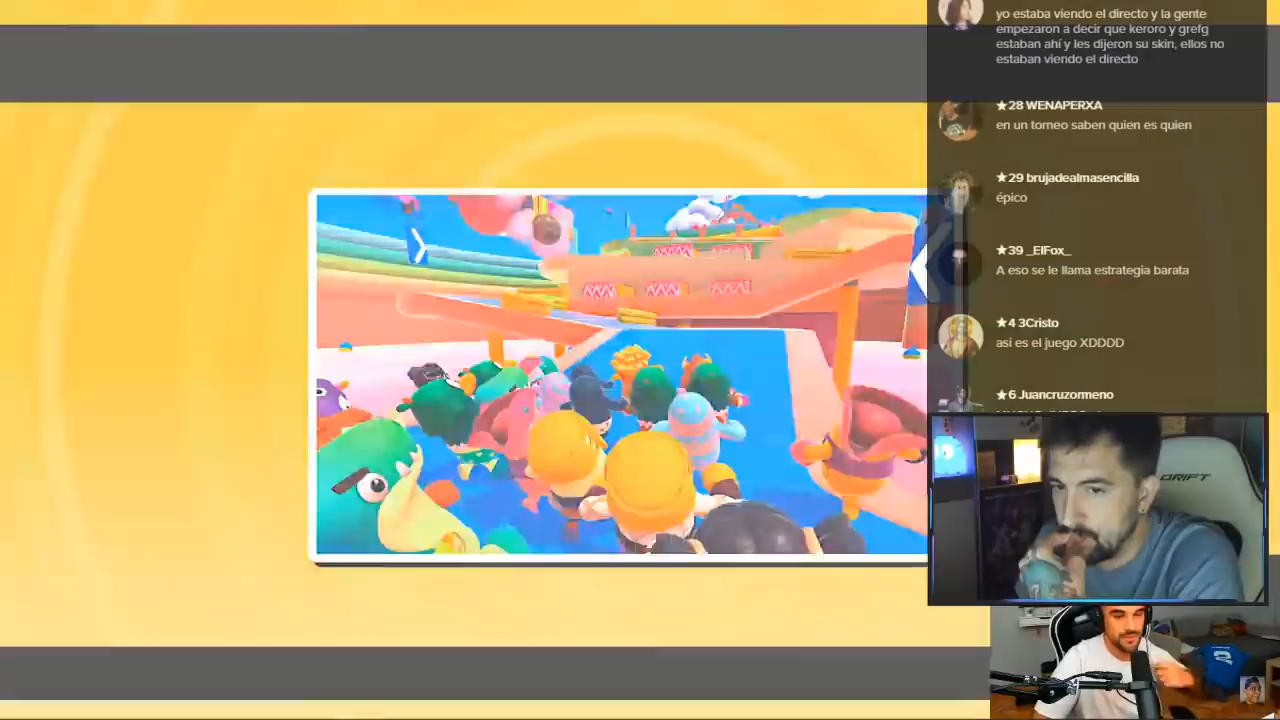 yo estaba viendo el directo y la gente
empezaron a decir que keroro y grefg
estaban ahí y les dijeron su skin, ellos no
estaban viendo el directo
★28 WENAPERXA
en un torneo saben quien es quien
★29 brujadealmasencilla
épico
★39 _ElFox_
A eso se le llama estrategia barata
★4 3Cristo
asi es el juego XDDDD
★6 Juancruzormeno
DRIFT